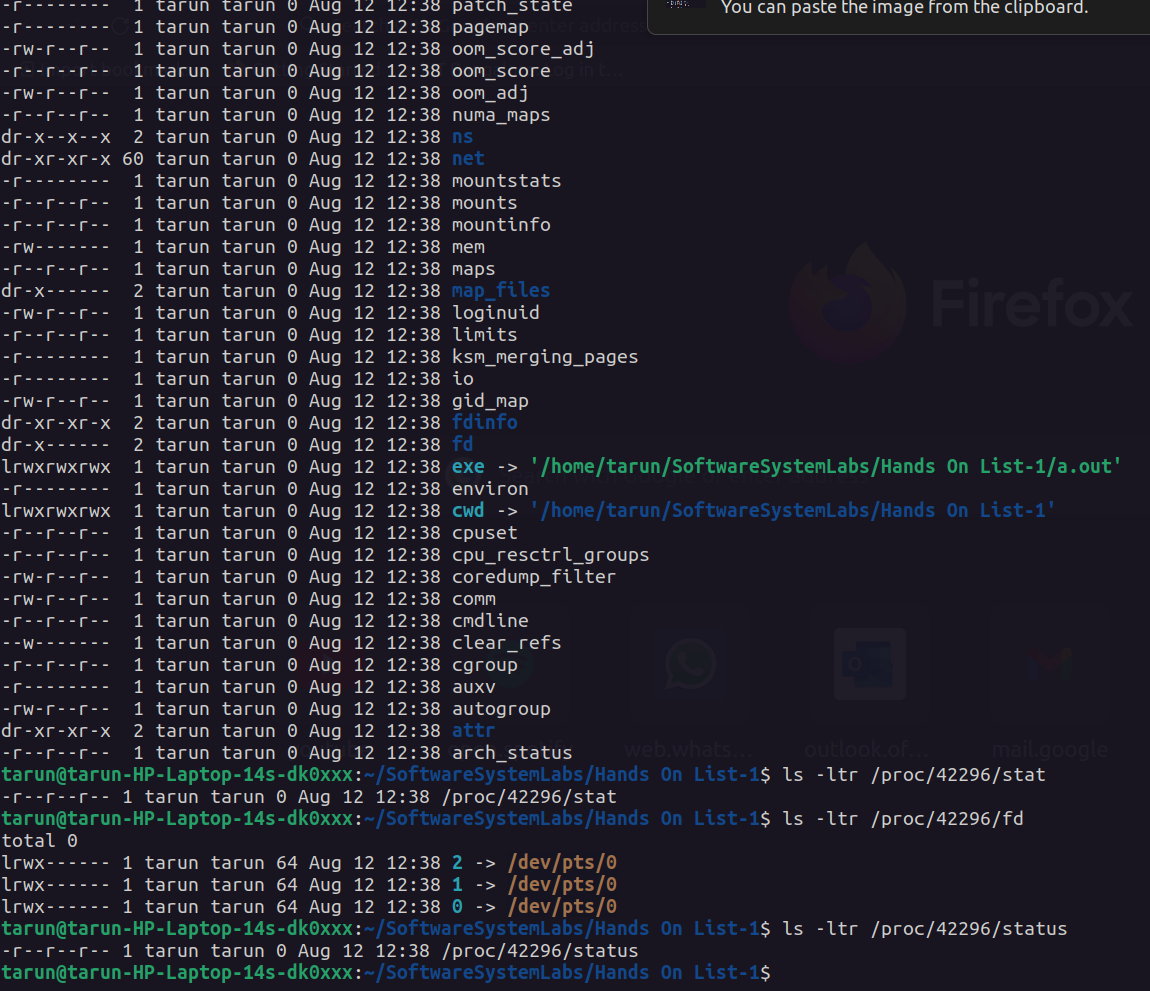 -r-------- 1 tarun tarun 0 Aug 12 12:38 patch_state
You can paste the image from the clipboard.
-r-------- 1 tarun tarun 0 Aug 12 12:38 pagemap
-rw-r--r-- 1 tarun tarun 0 Aug 12 12:38 oom_score_adj
-r--r--r-- 1 tarun tarun 0 Aug 12 12:38 oom_score
-rw-r--r-- 1 tarun tarun 0 Aug 12 12:38 oom_adj
-r--r--r-- 1 tarun tarun 0 Aug 12 12:38 numa_maps
dr-x--x--x 2 tarun tarun 0 Aug 12 12:38 ns
dr-xr-xr-x 60 tarun tarun 0 Aug 12 12:38 net
-r-------- 1 tarun tarun 0 Aug 12 12:38 mountstats
-r--r--r-- 1 tarun tarun 0 Aug 12 12:38 mounts
-r--r--r-- 1 tarun tarun 0 Aug 12 12:38 mountinfo
-rw------- 1 tarun tarun 0 Aug 12 12:38 mem
-r--r--r-- 1 tarun tarun 0 Aug 12 12:38 maps
dr-x------ 2 tarun tarun 0 Aug 12 12:38 map_files
-rw-r--r-- 1 tarun tarun 0 Aug 12 12:38 loginuid
-r--r--r-- 1 tarun tarun 0 Aug 12 12:38 limits
-r-------- 1 tarun tarun 0 Aug 12 12:38 ksm_merging_pages
-r-------- 1 tarun tarun 0 Aug 12 12:38 io
-rw-r--r-- 1 tarun tarun 0 Aug 12 12:38 gid_map
dr-xr-xr-x 2 tarun tarun 0 Aug 12 12:38 fdinfo
dr-x------ 2 tarun tarun 0 Aug 12 12:38 fd
lrwxrwxrwx 1 tarun tarun 0 Aug 12 12:38 exe -> '/home/tarun/SoftwareSystemLabs/Hands On List-1/a.out'
-r-------- 1 tarun tarun 0 Aug 12 12:38 environ
lrwxrwxrwx 1 tarun tarun 0 Aug 12 12:38 cwd -> '/home/tarun/SoftwareSystemLabs/Hands On List-1'
-r--r--r-- 1 tarun tarun 0 Aug 12 12:38 cpuset
-r--r--r-- 1 tarun tarun 0 Aug 12 12:38 cpu_resctrl_groups
-rw-r--r-- 1 tarun tarun 0 Aug 12 12:38 coredump_filter
-rw-r--r-- 1 tarun tarun 0 Aug 12 12:38 comm
-r--r--r-- 1 tarun tarun 0 Aug 12 12:38 cmdline
--w------- 1 tarun tarun 0 Aug 12 12:38 clear_refs
-r--r--r-- 1 tarun tarun 0 Aug 12 12:38 cgroup
-r-------- 1 tarun tarun 0 Aug 12 12:38 auxv
-rw-r--r-- 1 tarun tarun 0 Aug 12 12:38 autogroup
dr-xr-xr-x 2 tarun tarun 0 Aug 12 12:38 attr
-r--r--r-- 1 tarun tarun 0 Aug 12 12:38 arch_status
Firefox
web.whats... outlook.of... mail.google
tarun@tarun-HP-Laptop-14s-dk0xxx:~/SoftwareSystemLabs/Hands On List-1$ ls -ltr /proc/42296/stat
-r--r--r-- 1 tarun tarun 0 Aug 12 12:38 /proc/42296/stat
tarun@tarun-HP-Laptop-14s-dk0xxx:~/SoftwareSystemLabs/Hands On List-1$ ls -ltr /proc/42296/fd
total 0
lrwx------ 1 tarun tarun 64 Aug 12 12:38 2 -> /dev/pts/0
lrwx------ 1 tarun tarun 64 Aug 12 12:38 1 -> /dev/pts/0
lrwx------ 1 tarun tarun 64 Aug 12 12:38 0 -> /dev/pts/0
tarun@tarun-HP-Laptop-14s-dk0xxx:~/SoftwareSystemLabs/Hands On List-1$ ls -ltr /proc/42296/status
-r--r--r-- 1 tarun tarun 0 Aug 12 12:38 /proc/42296/status
tarun@tarun-HP-Laptop-14s-dk0xxx:~/SoftwareSystemLabs/Hands On List-1$